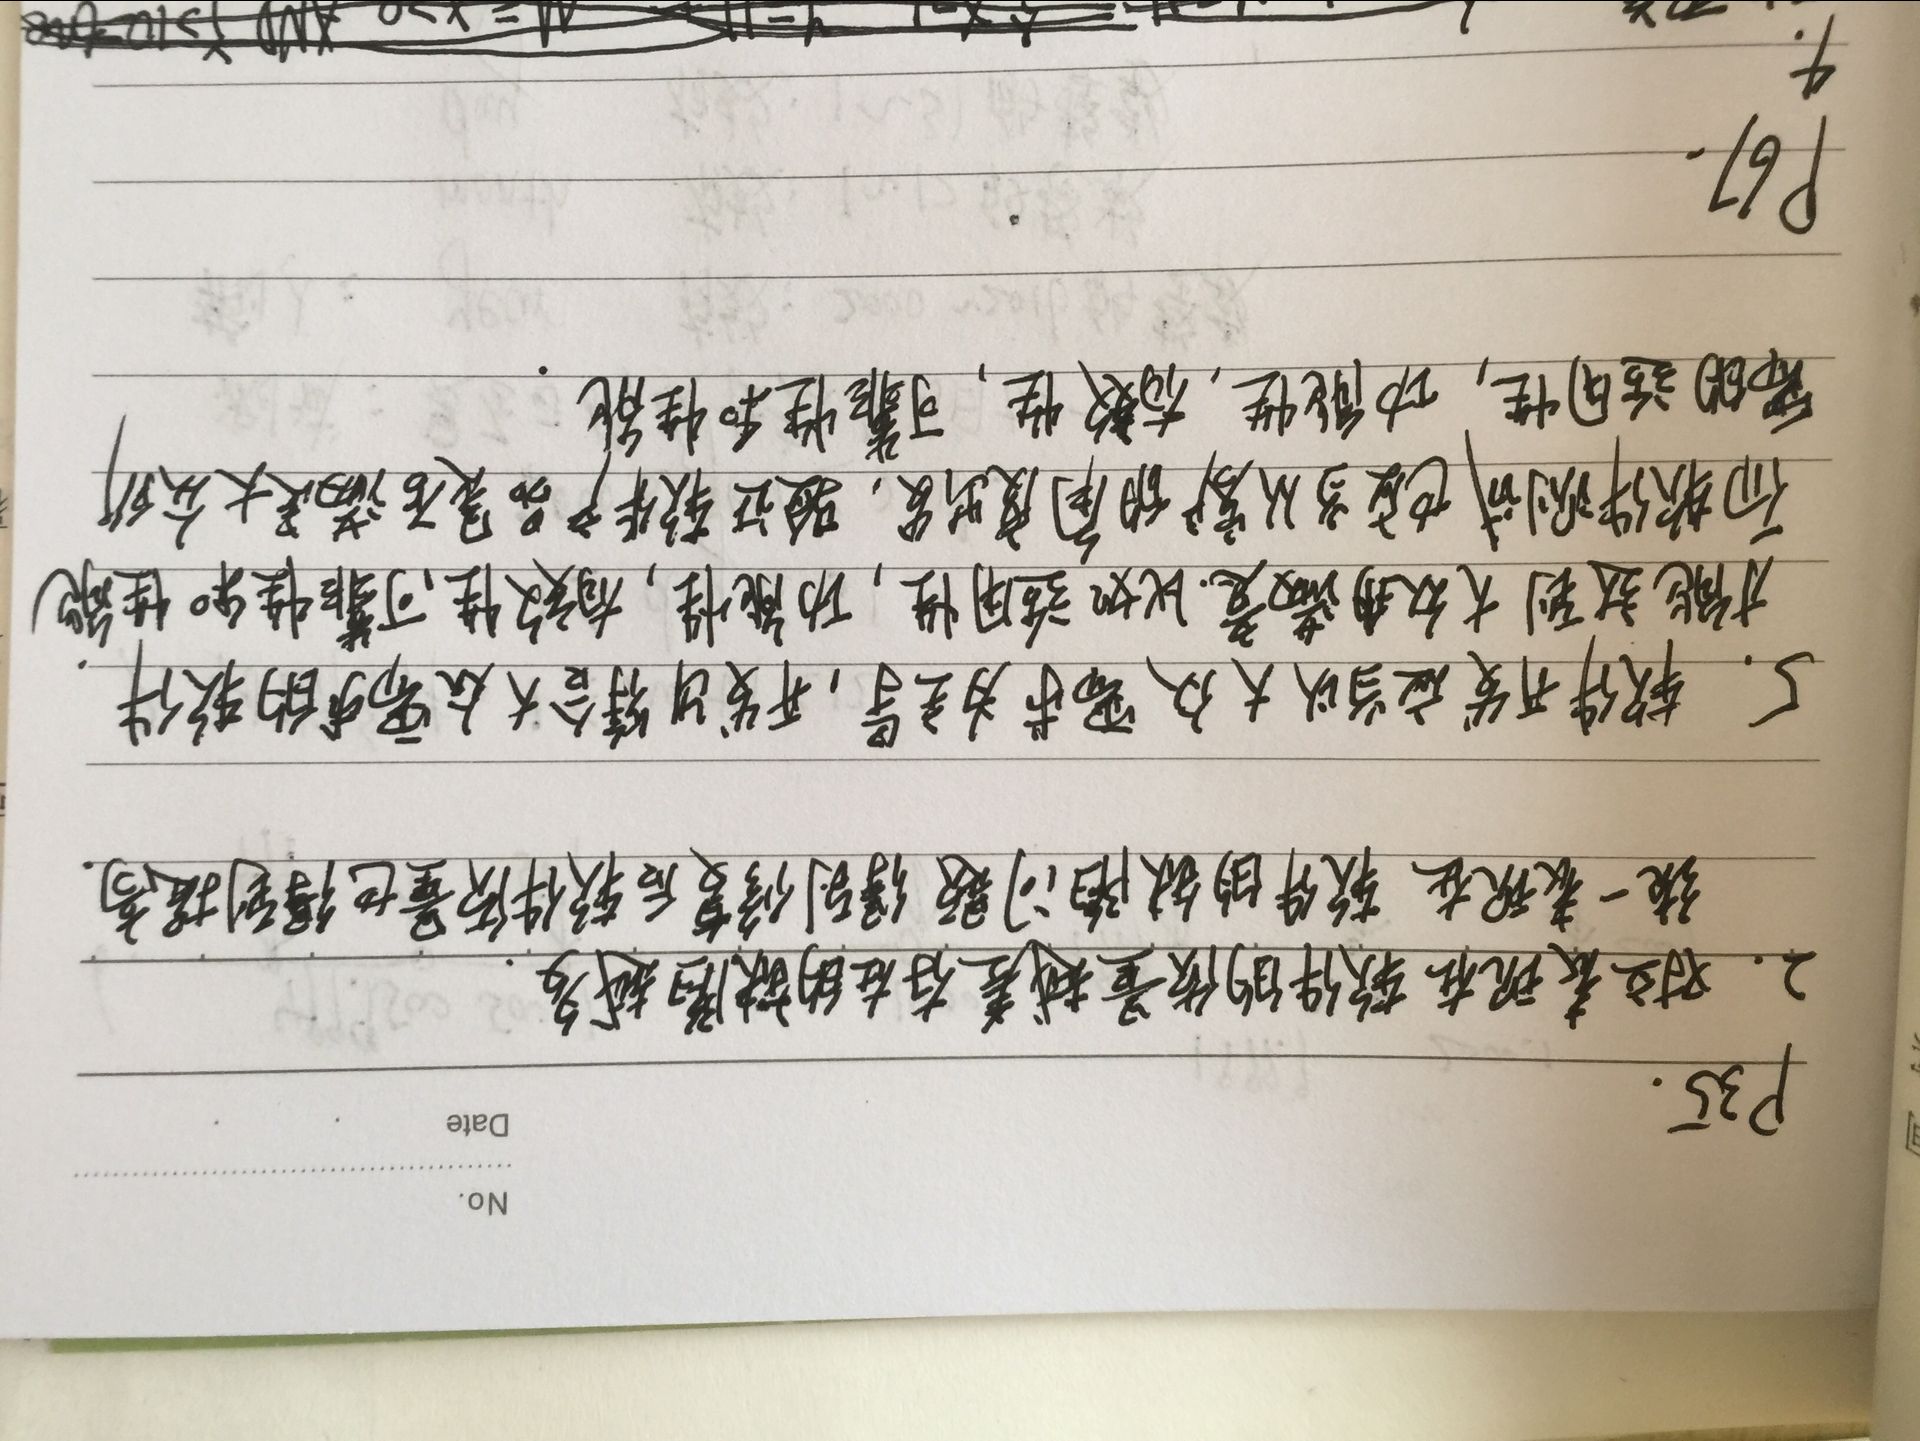 No.
Date
P35.
2. 对立表现在软件的质量越差存在的缺陷越多.
统一表现在 软件的缺陷问题得到修复后软件质量也得到提高.
5. 软件开发应当以大众需求为主导,开发出符合大众需求的软件.
才能达到大众满意.比如适用性,功能性,有效性、可靠性和性能
而软件测试也应当从客户的角度出发,验证软件产品是否满足大众所
需的适用性,功能性,有效性,可靠性和性能.
P67.
4.
M = X>0 AND Y>10